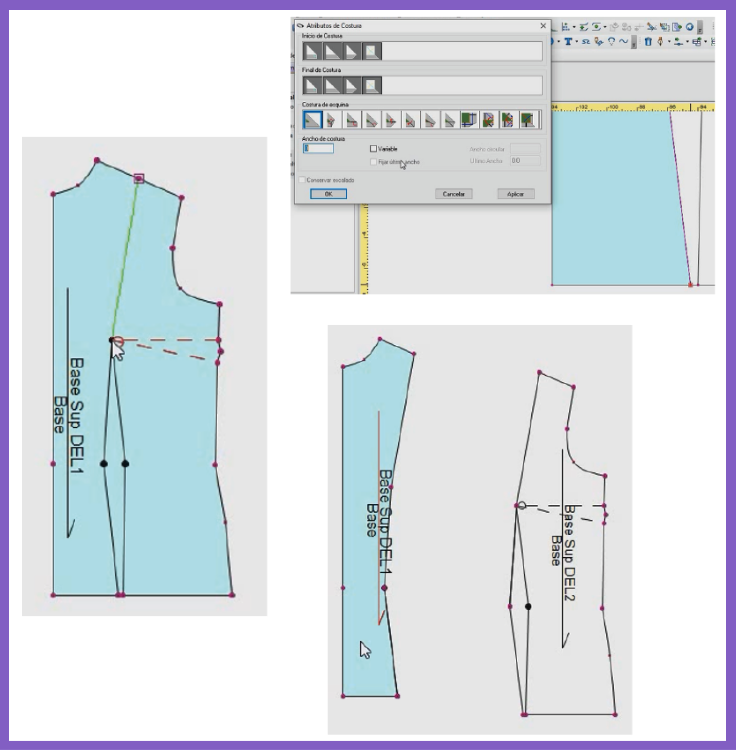 Atributos de Costura
Inicio de Costura
Final de Costura
Costura de esquina
Ancho de costura
Variable
Fijar último ancho
Ancho costura
Último Ancho
0.0
Conservar escalado
OK
Cancelar
Aplicar
Base Sup DEL1
Base
Base Sup DEL1
Base
Base Sup DEL2
Base